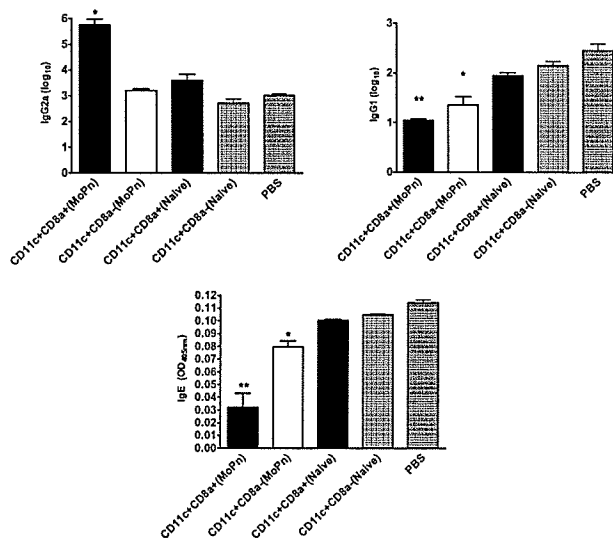 IgG2a (log10)
6
5
4
3
2
1
0
*
CD11c+CD8a+(MoPn)
CD11c+CD8a-(MoPn)
CD11c+CD8a+(Naive)
CD11c+CD8a-(Naive)
PBS
IgG1 (log10)
3
2
1
0
**
*
CD11c+CD8a+(MoPn)
CD11c+CD8a-(MoPn)
CD11c+CD8a+(Naive)
CD11c+CD8a-(Naive)
PBS
IgE (OD405nm)
0.12
0.11
0.10
0.09
0.08
0.07
0.06
0.05
0.04
0.03
0.02
0.01
0.00
**
*
CD11c+CD8a+(MoPn)
CD11c+CD8a-(MoPn)
CD11c+CD8a+(Naive)
CD11c+CD8a-(Naive)
PBS